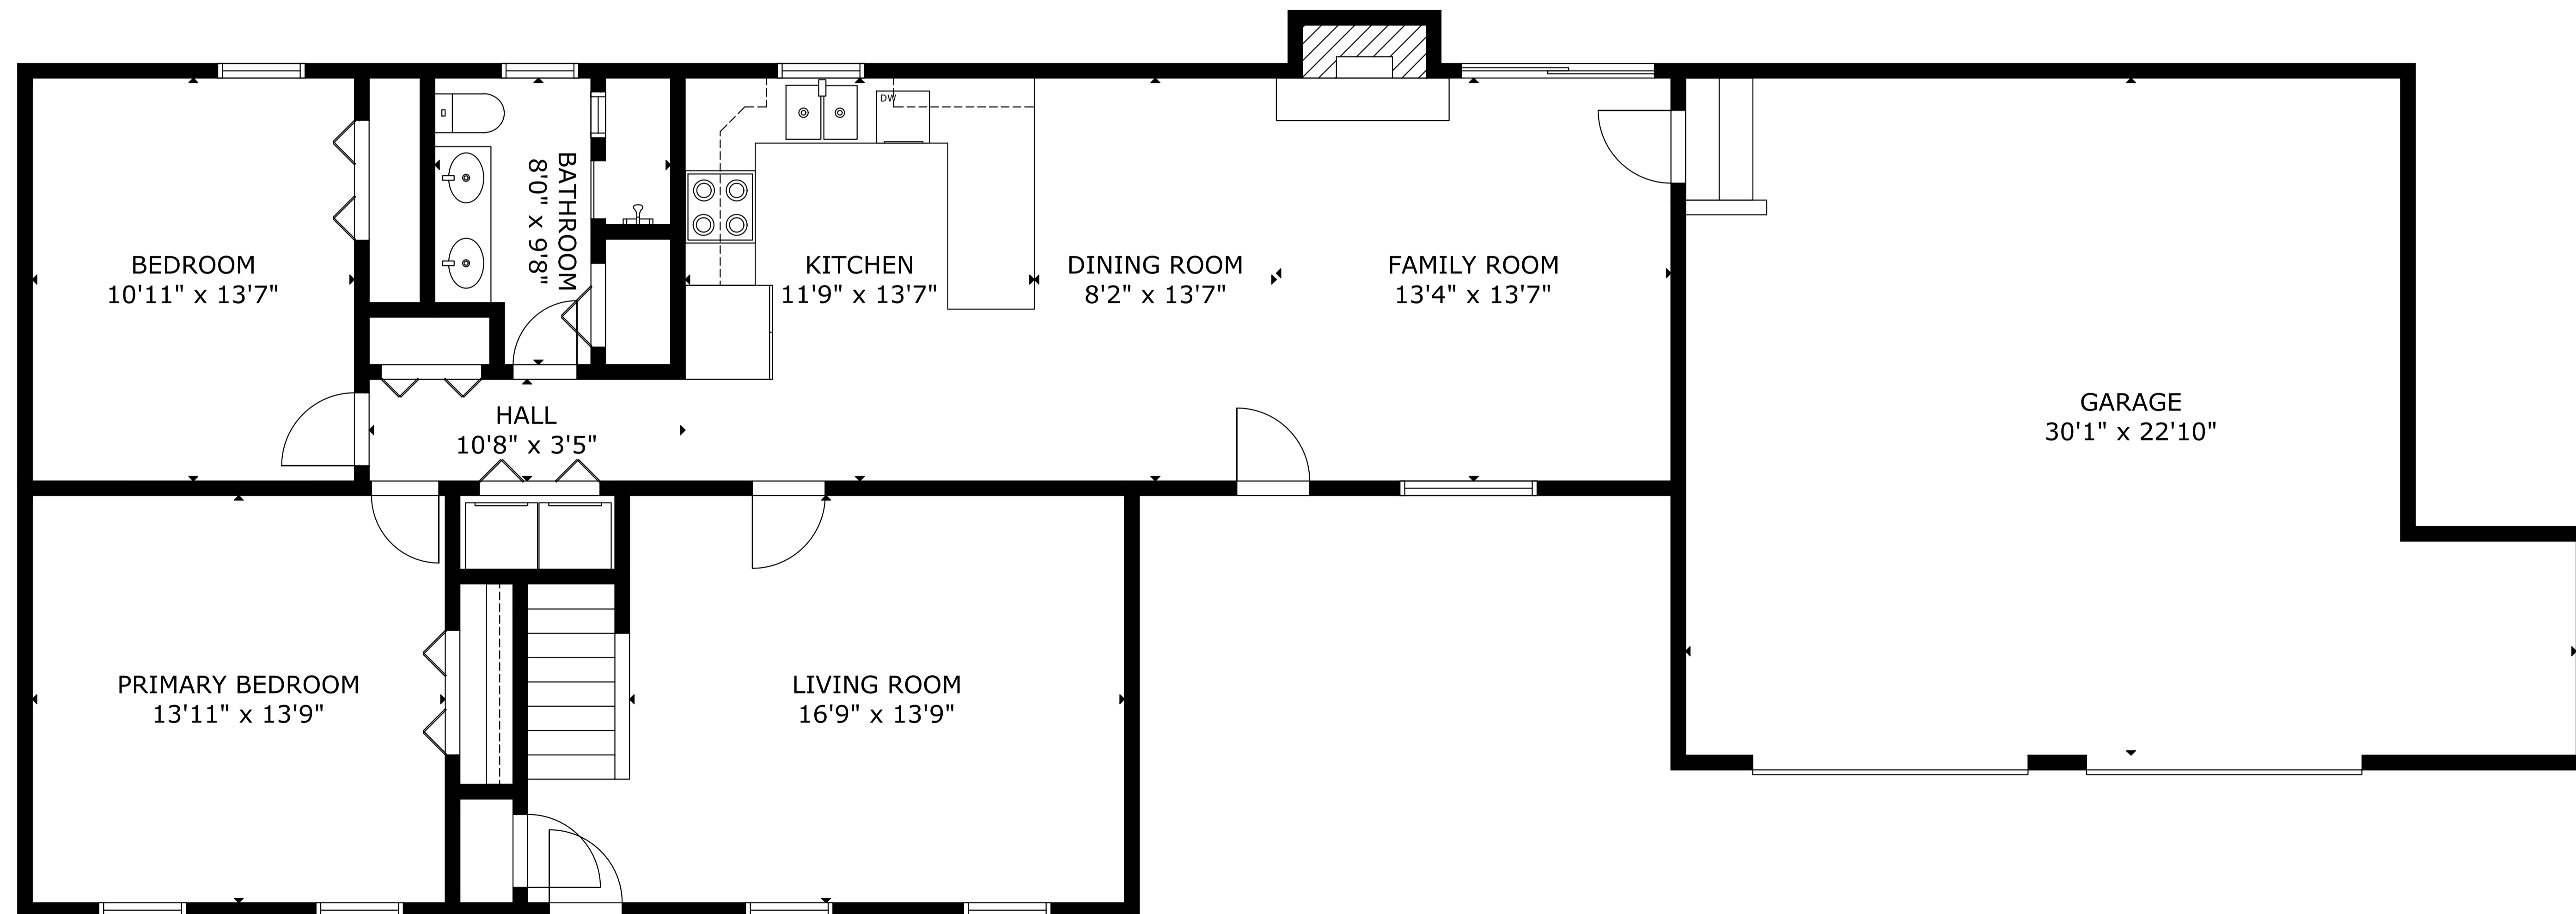 DW
BATHROOM
8'0" x 9'8"
BEDROOM
10'11" x 13'7"
KITCHEN
11'9" x 13'7"
DINING ROOM
8'2" x 13'7"
FAMILY ROOM
13'4" x 13'7"
HALL
10'8" x 3'5"
GARAGE
30'1" x 22'10"
PRIMARY BEDROOM
13'11" x 13'9"
LIVING ROOM
16'9" x 13'9"